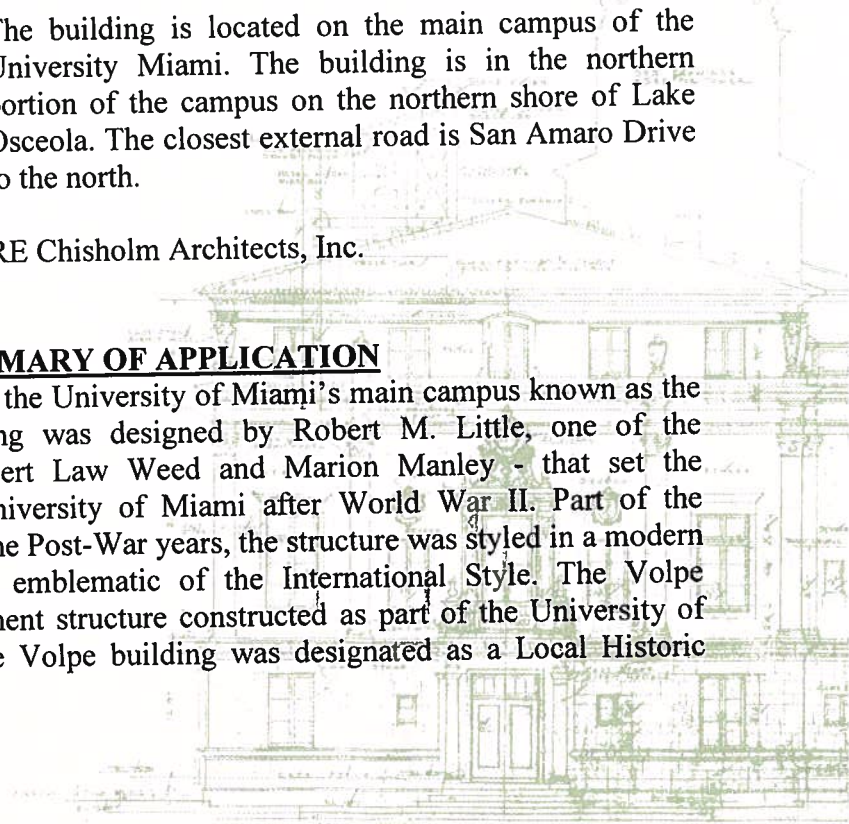 The building is located on the main campus of the
University Miami. The building is in the northern
ortion of the campus on the northern shore of Lake
Osceola. The closest external road is San Amaro Drive
o the north.
RE Chisholm Architects, Inc.
MARY OF APPLICATION
the University of Miami's main campus known as the
ng was designed by Robert M. Little, one of the
ert Law Weed and Marion Manley - that set the
niversity of Miami after World War II. Part of the
ne Post-War years, the structure was styled in a modern
emblematic of the International Style. The Volpe
nent structure constructed as part of the University of
e Volpe building was designated as a Local Historic